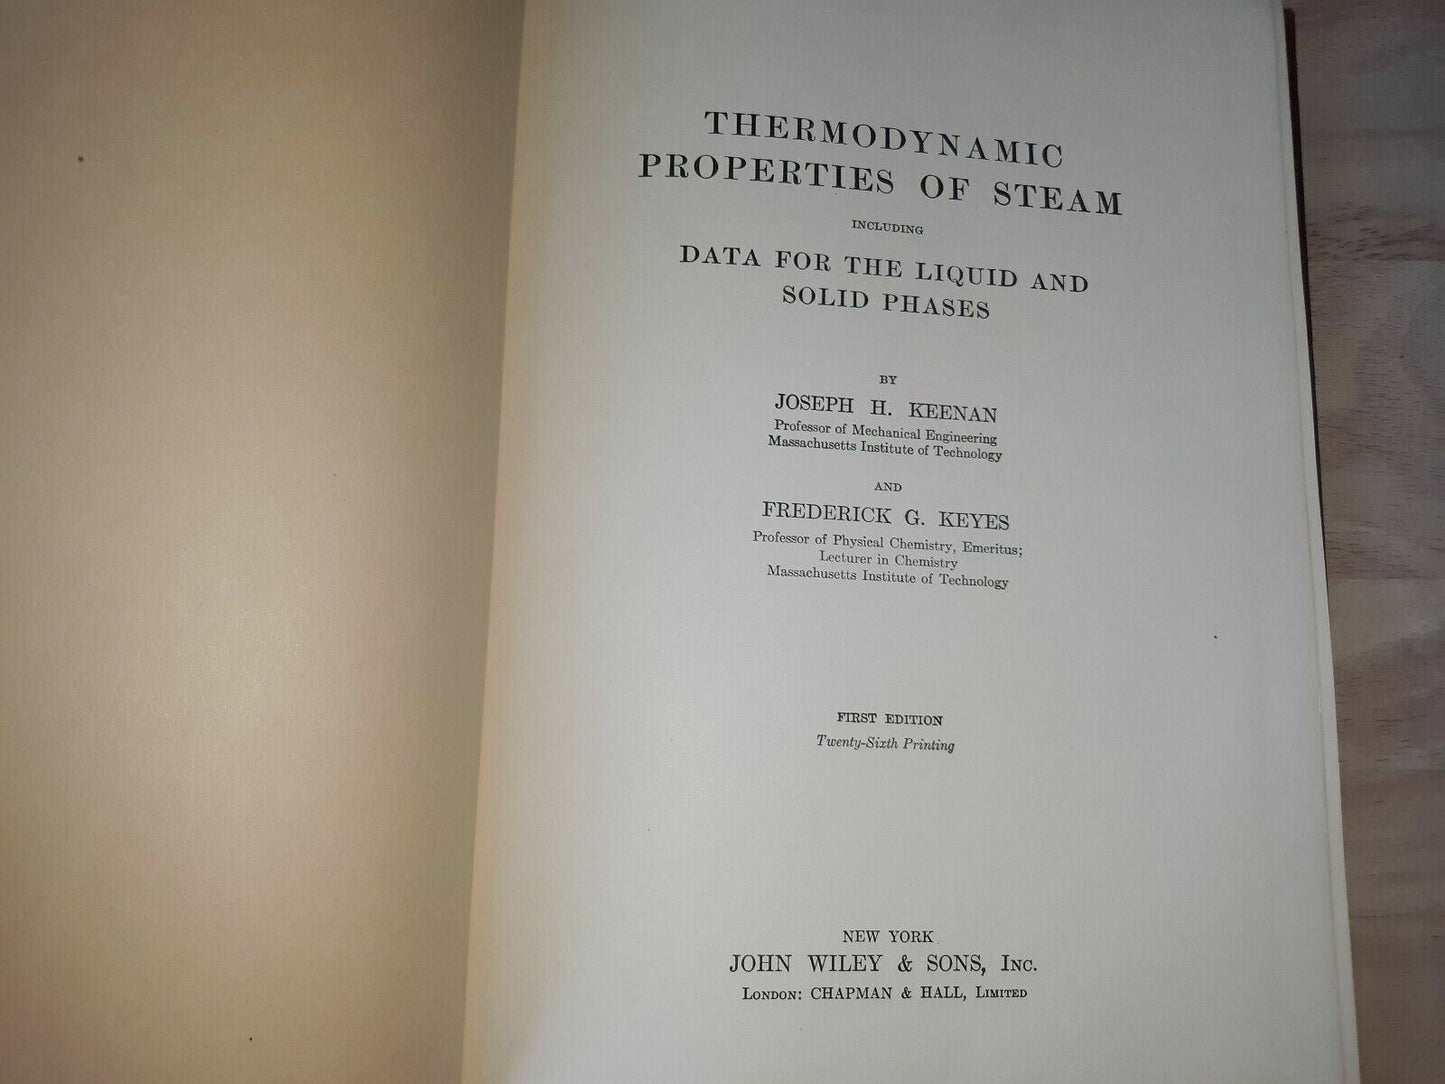 THERMODYNAMIC
PROPERTIES OF STEAM
INCLUDING
DATA FOR THE LIQUID AND
SOLID PHASES
BY
JOSEPH H. KEENAN
Professor of Mechanical Engineering
Massachusetts Institute of Technology
AND
FREDERICK G. KEYES
Professor of Physical Chemistry, Emeritus;
Lecturer in Chemistry
Massachusetts Institute of Technology
FIRST EDITION
Twenty-Sixth Printing
NEW YORK
JOHN WILEY & SONS, Inc.
London: CHAPMAN & HALL, Limited